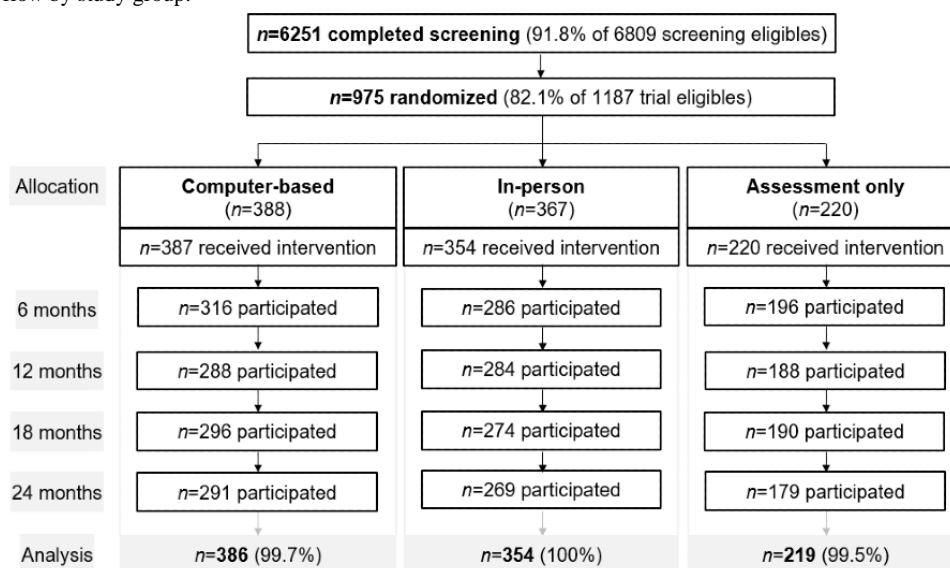 flow by study group.
n=6251 completed screening (91.8% of 6809 screening eligibles)
n=975 randomized (82.1% of 1187 trial eligibles)
Allocation
Computer-based
(n=388)
In-person
(n=367)
Assessment only
(n=220)
n=387 received intervention
n=354 received intervention
n=220 received intervention
6 months
n=316 participated
n=286 participated
n=196 participated
12 months
n=288 participated
n=284 participated
n=188 participated
18 months
n=296 participated
n=274 participated
n=190 participated
24 months
n=291 participated
n=269 participated
n=179 participated
Analysis
n=386 (99.7%)
n=354 (100%)
n=219 (99.5%)